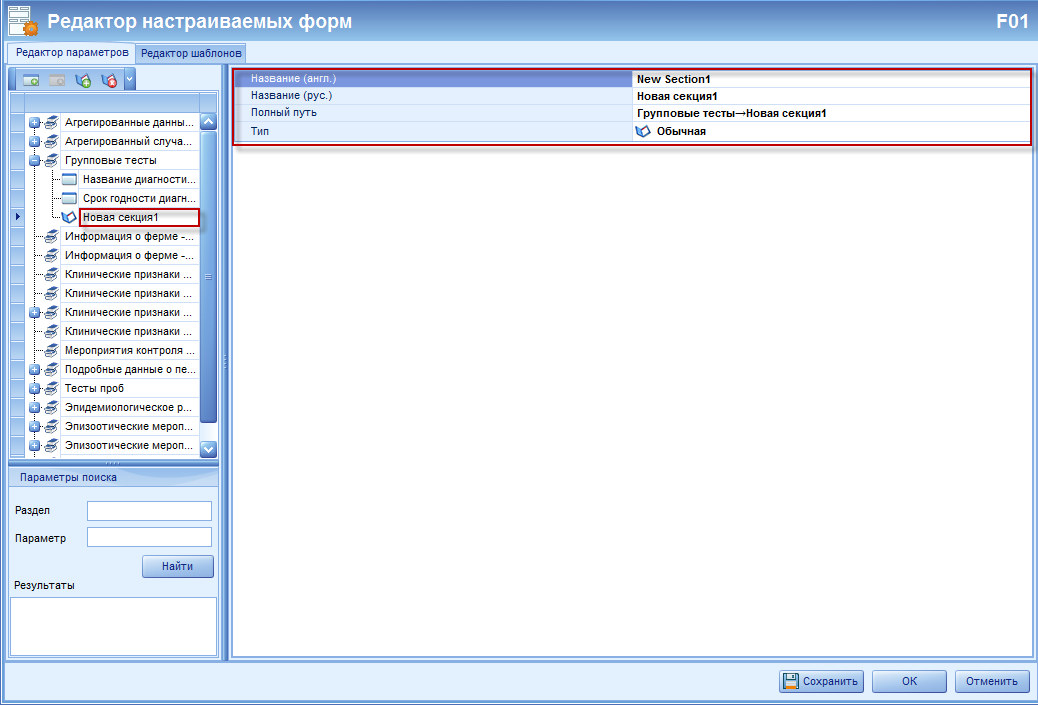 Редактор настраиваемых форм
F01
Редактор параметров
Редактор шаблонов
Агрегированные данны...
Агрегированный случа...
Групповые тесты
Название диагности...
Срок годности диагн...
Новая секция1
Информация о ферме -...
Информация о ферме -...
Клинические признаки ...
Клинические признаки ...
Клинические признаки ...
Клинические признаки ...
Мероприятия контроля ...
Подробные данные о пе...
Тесты проб
Эпидемиологическое р...
Эпизоотические мероп...
Эпизоотические мероп...
Параметры поиска
Раздел
Параметр
Найти
Результаты
Название (англ.) New Section1
Название (рус.) Новая секция1
Полный путь Групповые тесты→Новая секция1
Тип Обычная
Сохранить
ОК
Отменить